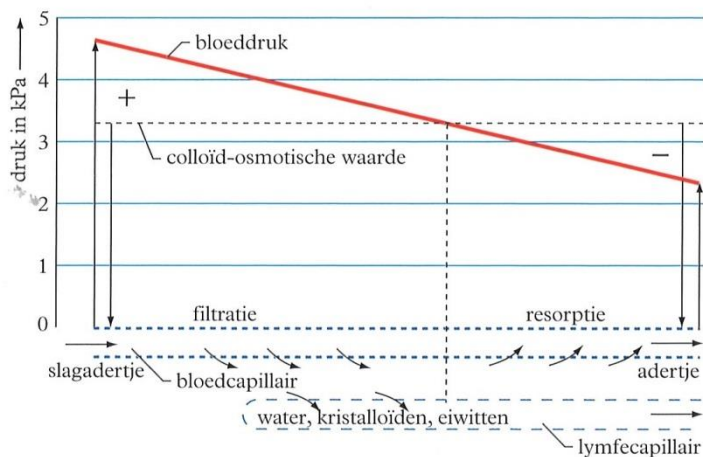 druk in kPa
5
4
3
2
1
0
bloeddruk
+
colloïd-osmotische waarde
−
filtratie
resorptie
slagadertje
bloedcapillair
adertje
water, kristalloïden, eiwitten
lymfecapillair